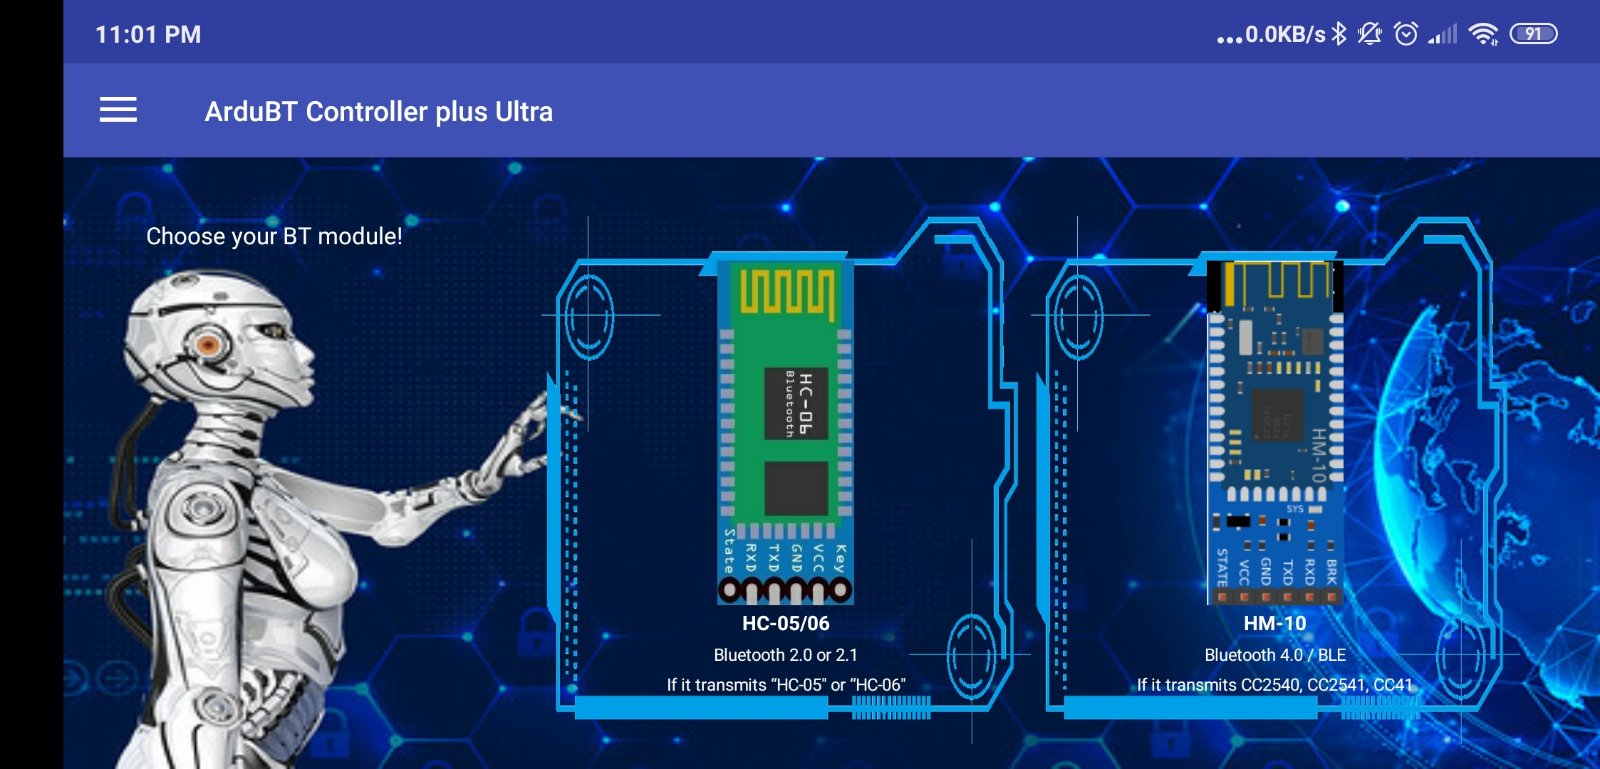 11:01 PM
...0.0KB/s
91
ArduBT Controller plus Ultra
Choose your BT module!
HC-06
Bluetooth
State
RXD
TXD
GND
VCC
Key
HC-05/06
Bluetooth 2.0 or 2.1
If it transmits “HC-05" or “HC-06"
CC2541
HM-10
SYS
STATE
VCC
GND
TXD
RXD
BRK
HM-10
Bluetooth 4.0 / BLE
If it transmits CC2540, CC2541, CC41